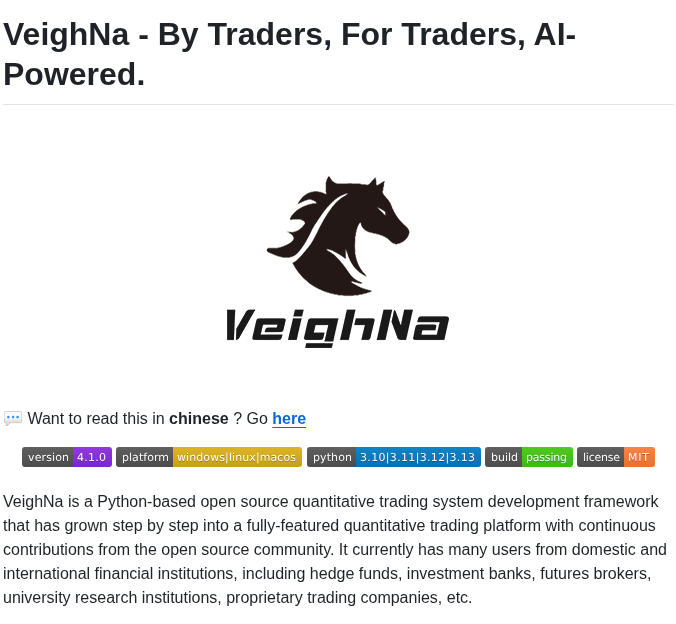 VeighNa - By Traders, For Traders, AI-
Powered.
VeighNa
💬 Want to read this in chinese ? Go here
version 4.1.0 platform windows|linux|macos python 3.10|3.11|3.12|3.13 build passing license MIT
VeighNa is a Python-based open source quantitative trading system development framework
that has grown step by step into a fully-featured quantitative trading platform with continuous
contributions from the open source community. It currently has many users from domestic and
international financial institutions, including hedge funds, investment banks, futures brokers,
university research institutions, proprietary trading companies, etc.